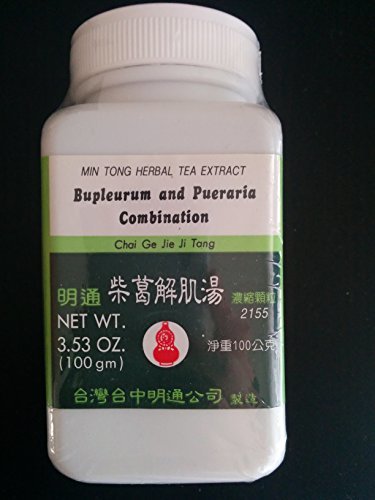 MIN TONG HERBAL TEA EXTRACT
Bupleurum and Pueraria
Combination
Chai Ge Jie Ji Tang
明通 柴葛解肌湯 濃縮顆粒
2155
NET WT.
3.53 OZ.
(100 gm)
淨重100公克
台灣台中明通公司 製造